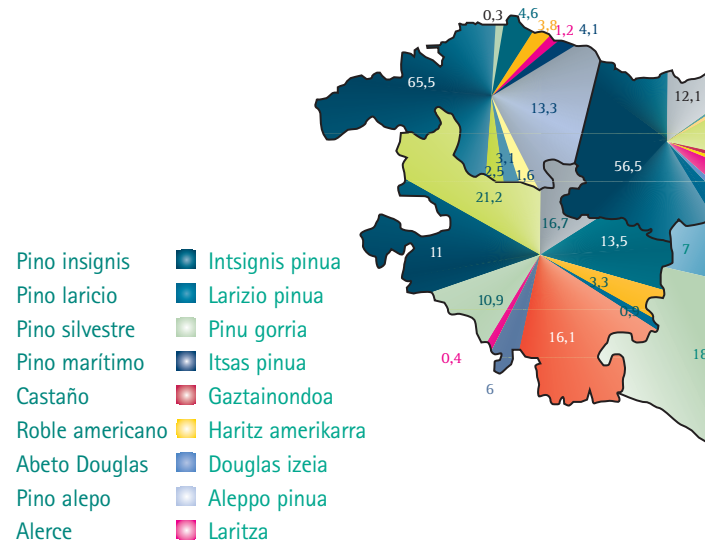 0,3
4,6
3,8
1,2
4,1
65,5
12,1
13,3
3,1
2,5
1,6
56,5
21,2
16,7
13,5
7
11
3,3
10,9
0,9
16,1
0,4
18
6
Pino insignis Intsignis pinua
Pino laricio Larizio pinua
Pino silvestre Pinu gorria
Pino marítimo Itsas pinua
Castaño Gaztainondoa
Roble americano Haritz amerikarra
Abeto Douglas Douglas izeia
Pino alepo Aleppo pinua
Alerce Laritza